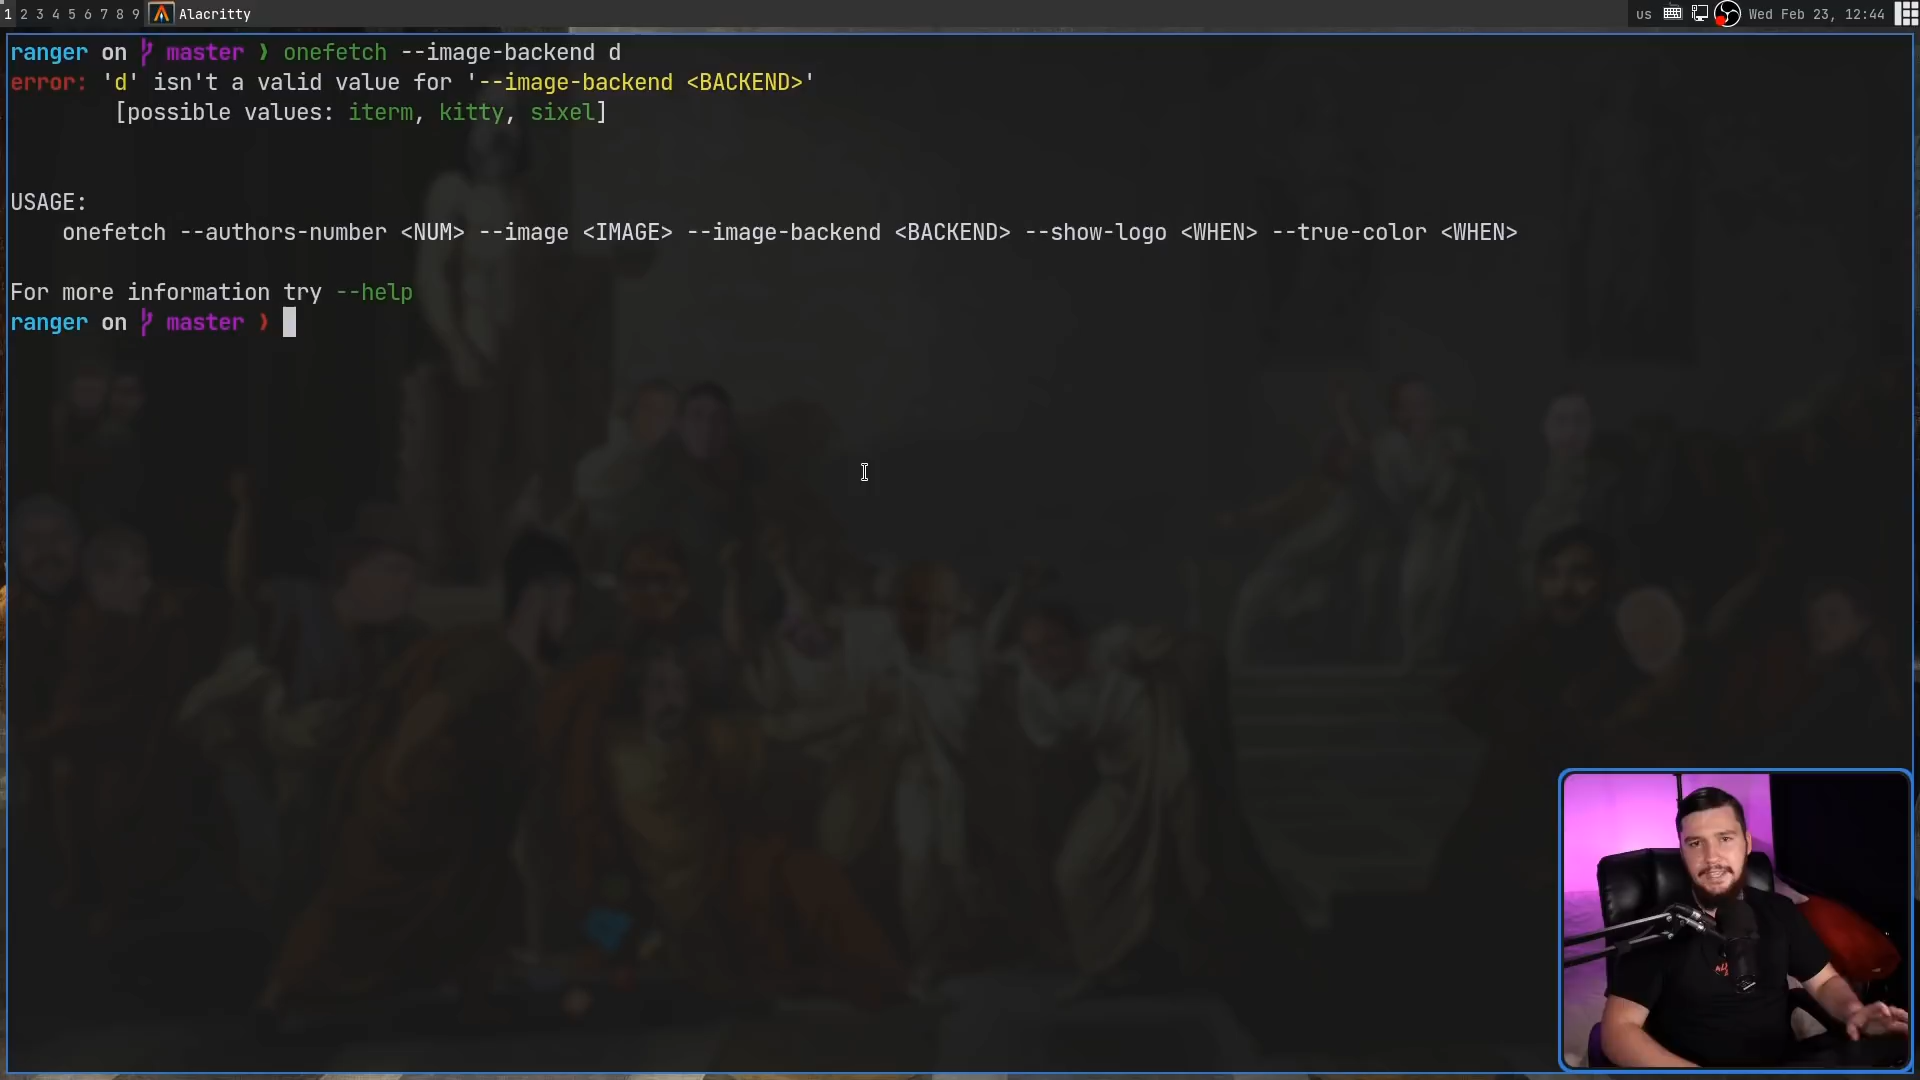 1 2 3 4 5 6 7 8 9 Alacritty us Wed Feb 23, 12:44
ranger on master ❯ onefetch --image-backend d
error: 'd' isn't a valid value for '--image-backend <BACKEND>'
[possible values: iterm, kitty, sixel]
USAGE:
onefetch --authors-number <NUM> --image <IMAGE> --image-backend <BACKEND> --show-logo <WHEN> --true-color <WHEN>
For more information try --help
ranger on master ❯